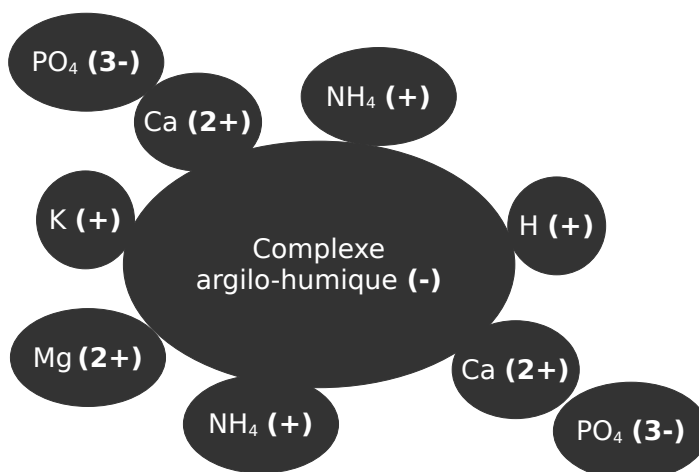 PO₄ (3-)
Ca (2+)
NH₄ (+)
K (+)
H (+)
Complexe
argilo-humique (-)
Mg (2+)
Ca (2+)
NH₄ (+)
PO₄ (3-)